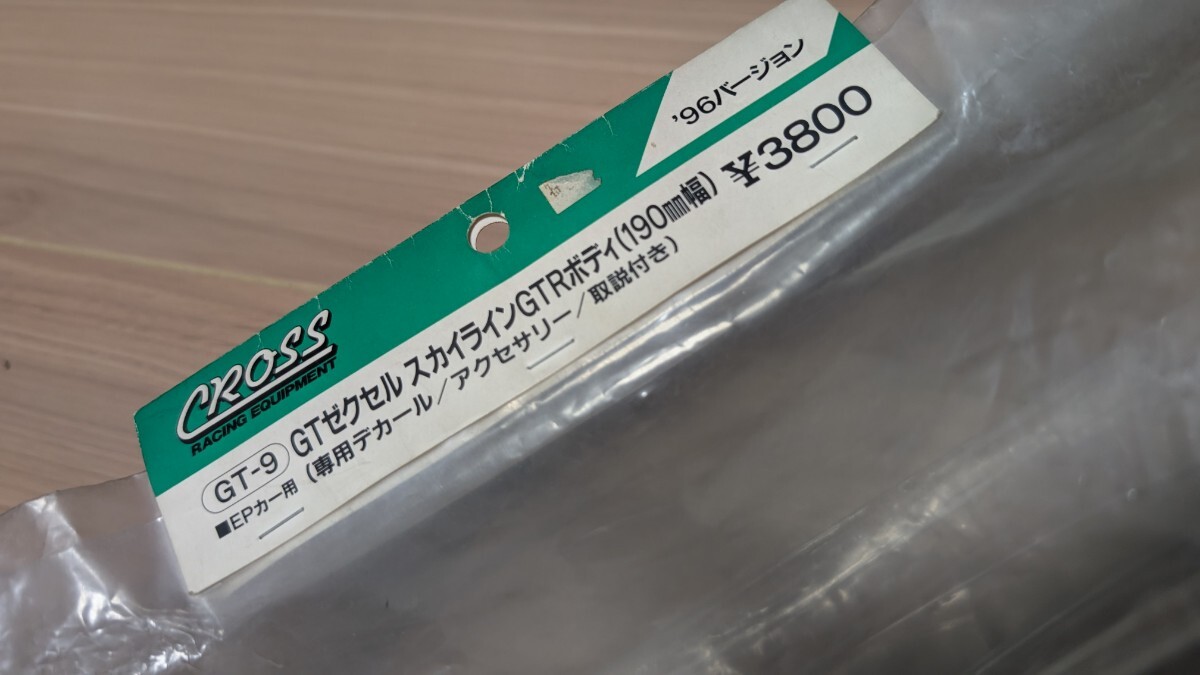 '96バージョン
CROSS
RACING EQUIPMENT
GT-9 GTゼクセル スカイラインGTRボディ(190mm幅) ¥3800
■EPカー用 (専用デカール/アクセサリー/取説付き)